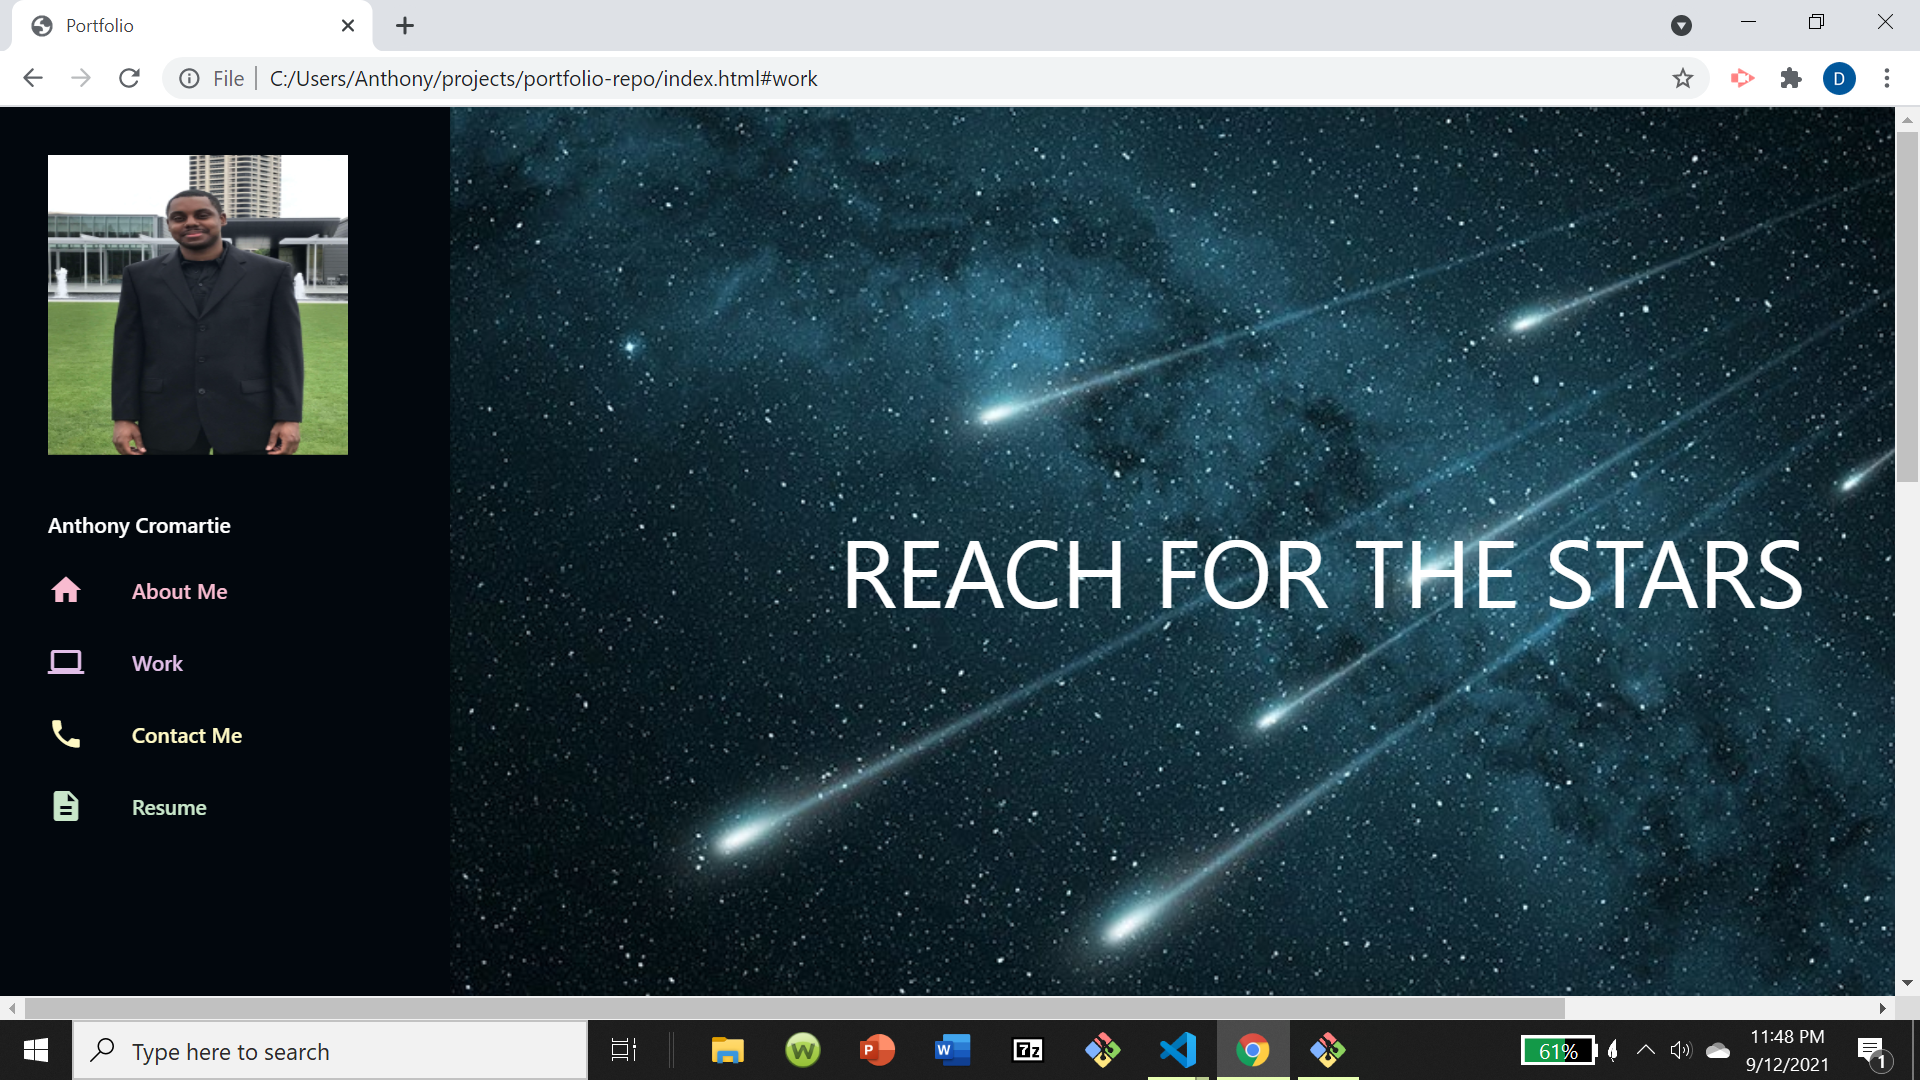 Portfolio
File
C:/Users/Anthony/projects/portfolio-repo/index.html#work
D
Anthony Cromartie
About Me
Work
Contact Me
Resume
REACH FOR THE STARS
Type here to search
W
P
W
7z
61%
11:48 PM
9/12/2021
1